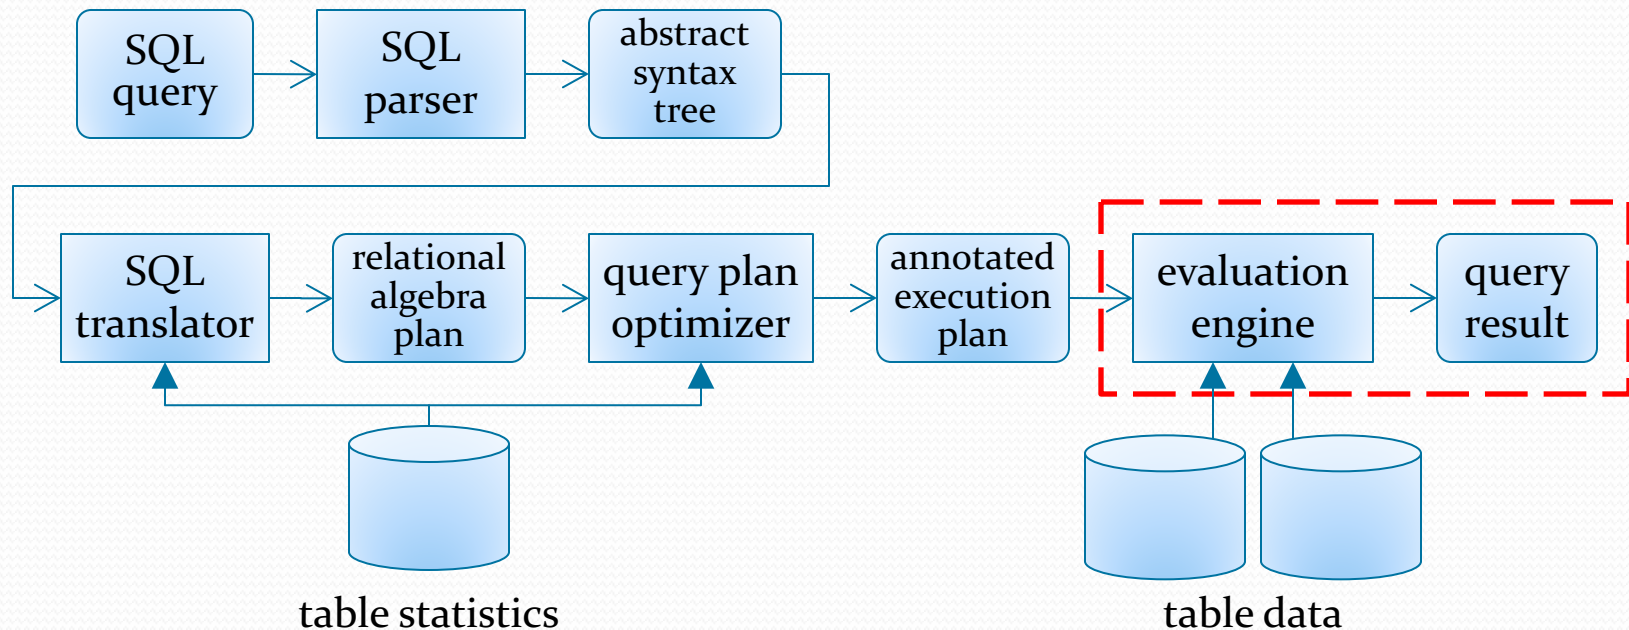 SQL
query
SQL
parser
abstract
syntax
tree
SQL
translator
relational
algebra
plan
query plan
optimizer
annotated
execution
plan
evaluation
engine
query
result
table statistics
table data